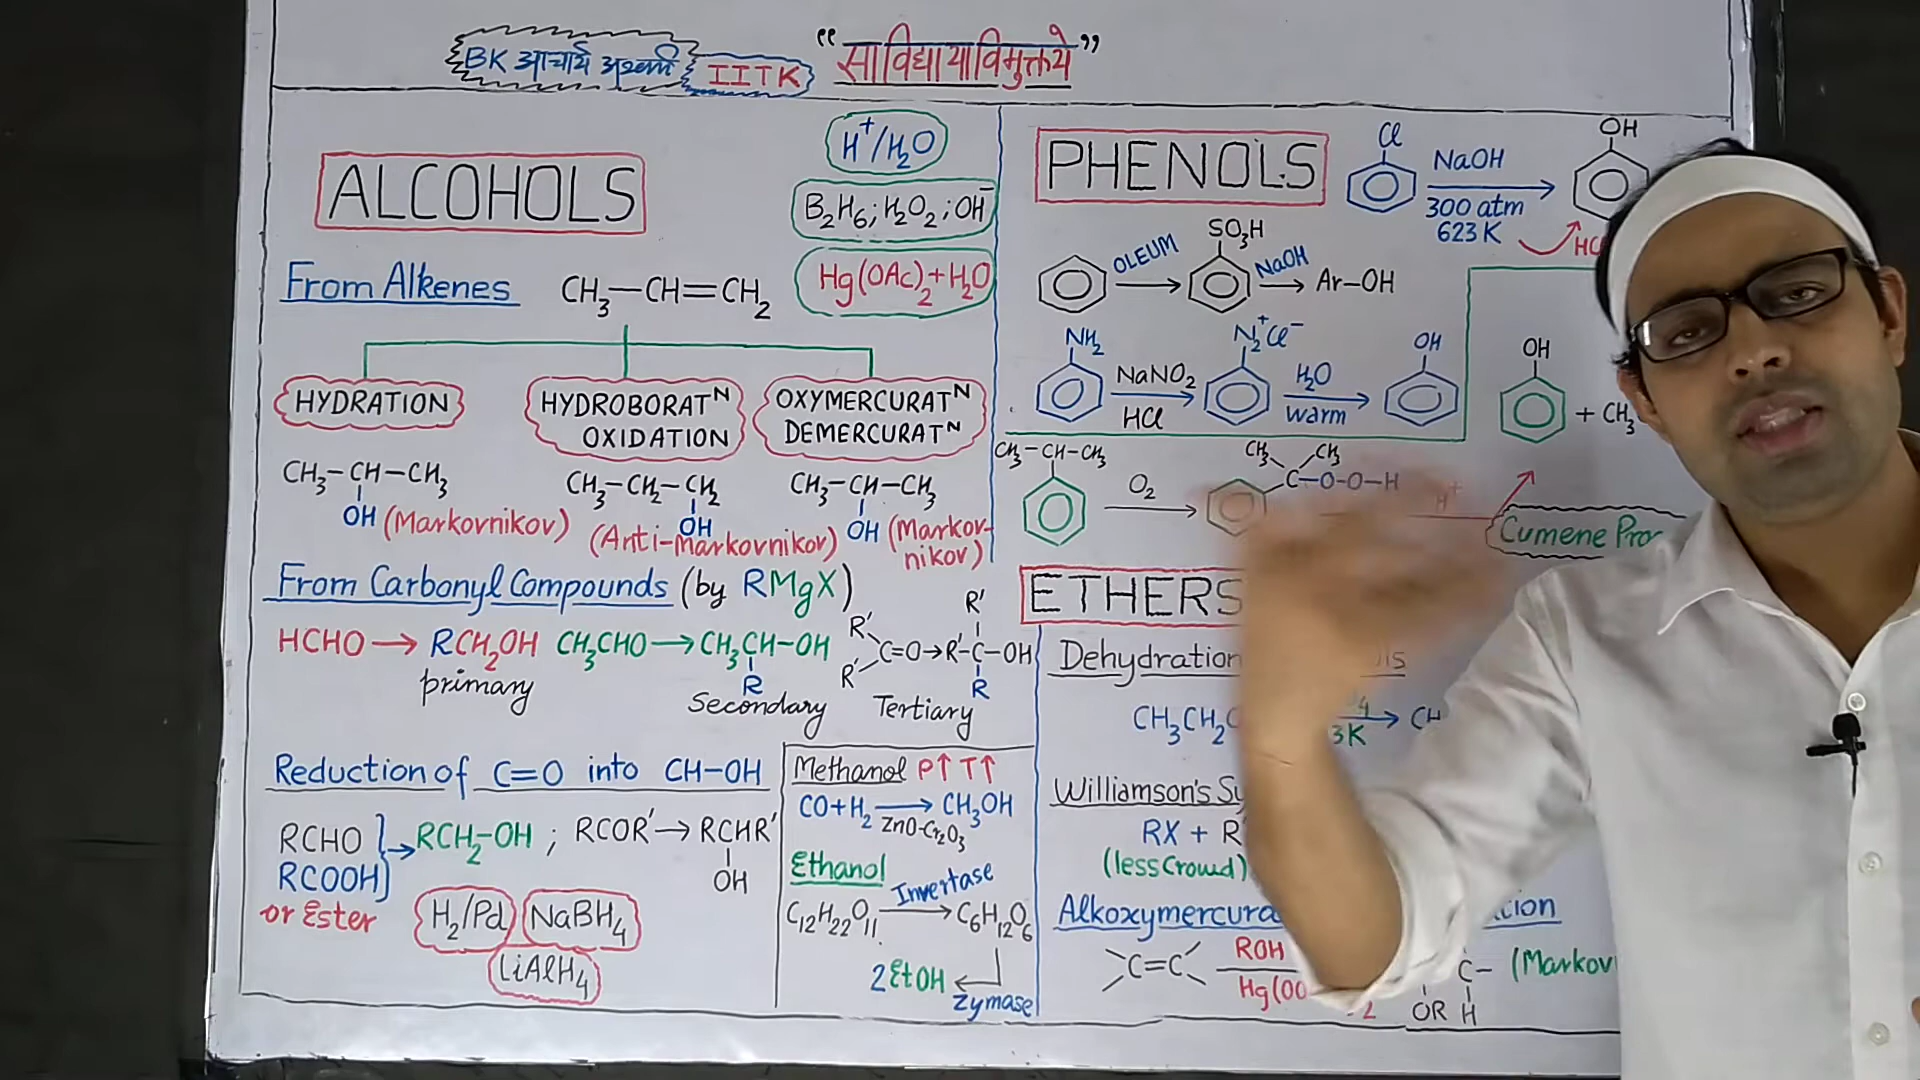 BK आचार्य अश्वनी IITK "सा विद्या या विमुक्तये"
ALCOHOLS
H⁺/H₂O
B₂H₆; H₂O₂; OH⁻
Hg(OAc)₂+H₂O
From Alkenes CH₃—CH=CH₂
HYDRATION
HYDROBORATᴺ
OXIDATION
OXYMERCURATᴺ
DEMERCURATᴺ
CH₃-CH-CH₃
OH (Markovnikov)
CH₃-CH₂-CH₂
OH
(Anti-Markovnikov)
CH₃-CH-CH₃
OH (Markov-
nikov)
From Carbonyl Compounds (by RMgX)
HCHO → RCH₂OH
primary
CH₃CHO → CH₃CH-OH
R
Secondary
R'
R' C=O → R'-C-OH
R' R
Tertiary
Reduction of C=O into CH-OH
RCHO
RCOOH } → RCH₂-OH ; RCOR' → RCHR'
OH
or Ester
H₂/Pd NaBH₄
LiAlH₄
Methanol P↑ T↑
CO+H₂ → CH₃OH
ZnO-Cr₂O₃
Ethanol
Invertase
C₁₂H₂₂O₁₁ → C₆H₁₂O₆
2EtOH ←
Zymase
PHENOLS
Cl OH
NaOH
300 atm
623K
SO₃H
OLEUM → NaOH → Ar-OH
NH₂ N₂⁺Cl⁻ OH
NaNO₂ H₂O
HCl warm
OH
+ CH₃
CH₃-CH-CH₃ CH₃ CH₃
O₂ C-O-O-H H⁺
Cumene
ETHERS
Dehydration
CH₃CH₂
Williamson's
RX +
(less Crowd)
C=C ROH C- (Markov
OR H